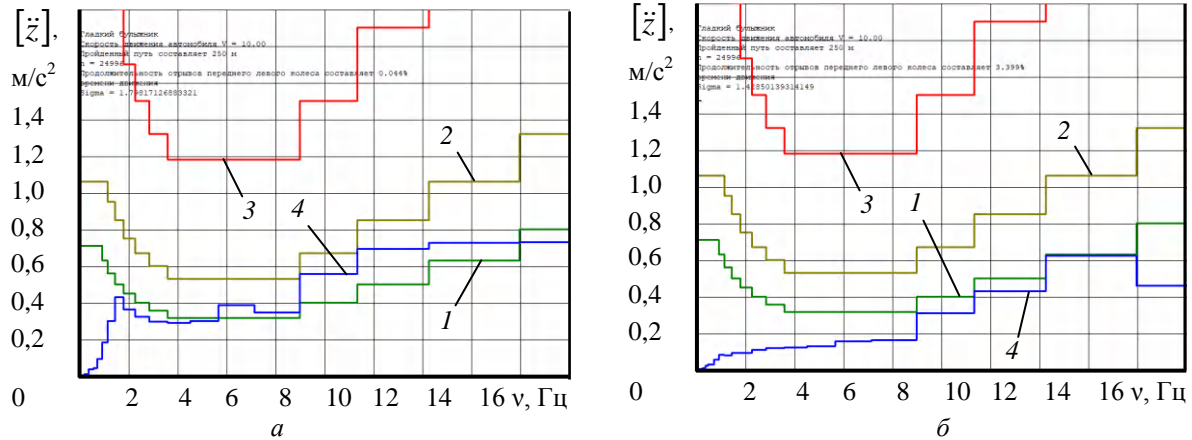 [z̈],
м/с²
Гладкий булыжник
Скорость движения автомобиля V = 10.00
Пройденный путь составляет 250 м
n = 24996
Продолжительность отрывов переднего левого колеса составляет 0.044%
времени движения
Sigma = 1.79817126883321
1,4
1,2
1,0
0,8
0,6
0,4
0,2
0
2 4 6 8 10 12 14 16 ν, Гц
2
3
4
1
а
[z̈],
м/с²
Гладкий булыжник
Скорость движения автомобиля V = 10.00
Пройденный путь составляет 250 м
Продолжительность отрывов переднего левого колеса составляет 3.399%
времени движения
1,4
1,2
1,0
0,8
0,6
0,4
0,2
0
2 4 6 8 10 12 14 16 ν, Гц
2
3
1
4
б